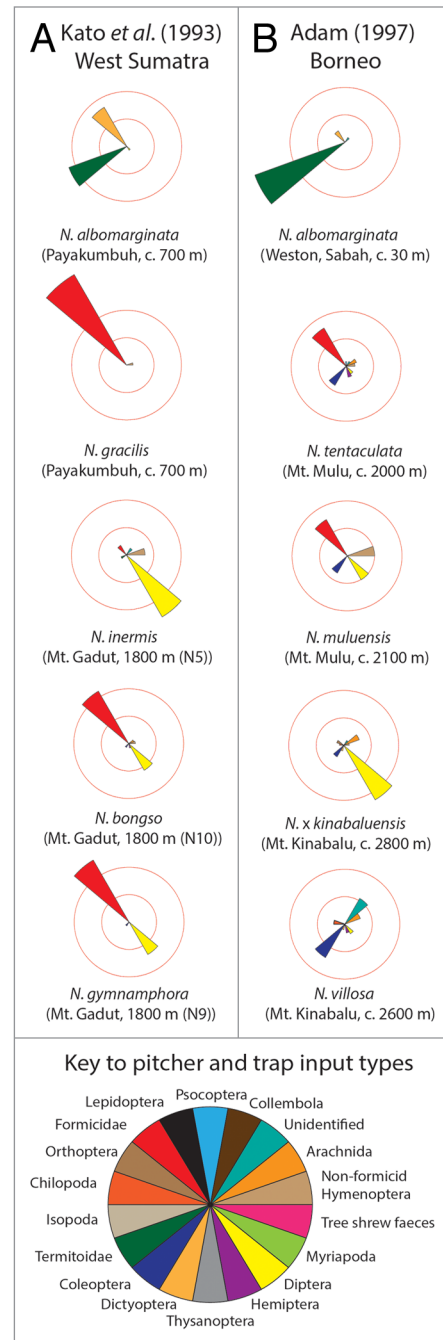 A Kato et al. (1993)
West Sumatra
N. albomarginata
(Payakumbuh, c. 700 m)
N. gracilis
(Payakumbuh, c. 700 m)
N. inermis
(Mt. Gadut, 1800 m (N5))
N. bongso
(Mt. Gadut, 1800 m (N10))
N. gymnamphora
(Mt. Gadut, 1800 m (N9))
B Adam (1997)
Borneo
N. albomarginata
(Weston, Sabah, c. 30 m)
N. tentaculata
(Mt. Mulu, c. 2000 m)
N. muluensis
(Mt. Mulu, c. 2100 m)
N. x kinabaluensis
(Mt. Kinabalu, c. 2800 m)
N. villosa
(Mt. Kinabalu, c. 2600 m)
Key to pitcher and trap input types
Psocoptera
Collembola
Unidentified
Arachnida
Non-formicid
Hymenoptera
Tree shrew faeces
Myriapoda
Diptera
Hemiptera
Thysanoptera
Dictyoptera
Coleoptera
Termitoidae
Isopoda
Chilopoda
Orthoptera
Formicidae
Lepidoptera